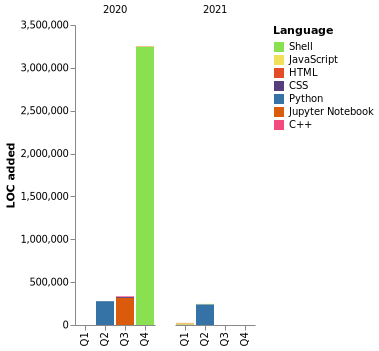 2020 2021
Language
Shell
JavaScript
HTML
CSS
Python
Jupyter Notebook
C++
LOC added
3,500,000
3,000,000
2,500,000
2,000,000
1,500,000
1,000,000
500,000
0
Q1 Q2 Q3 Q4 Q1 Q2 Q3 Q4